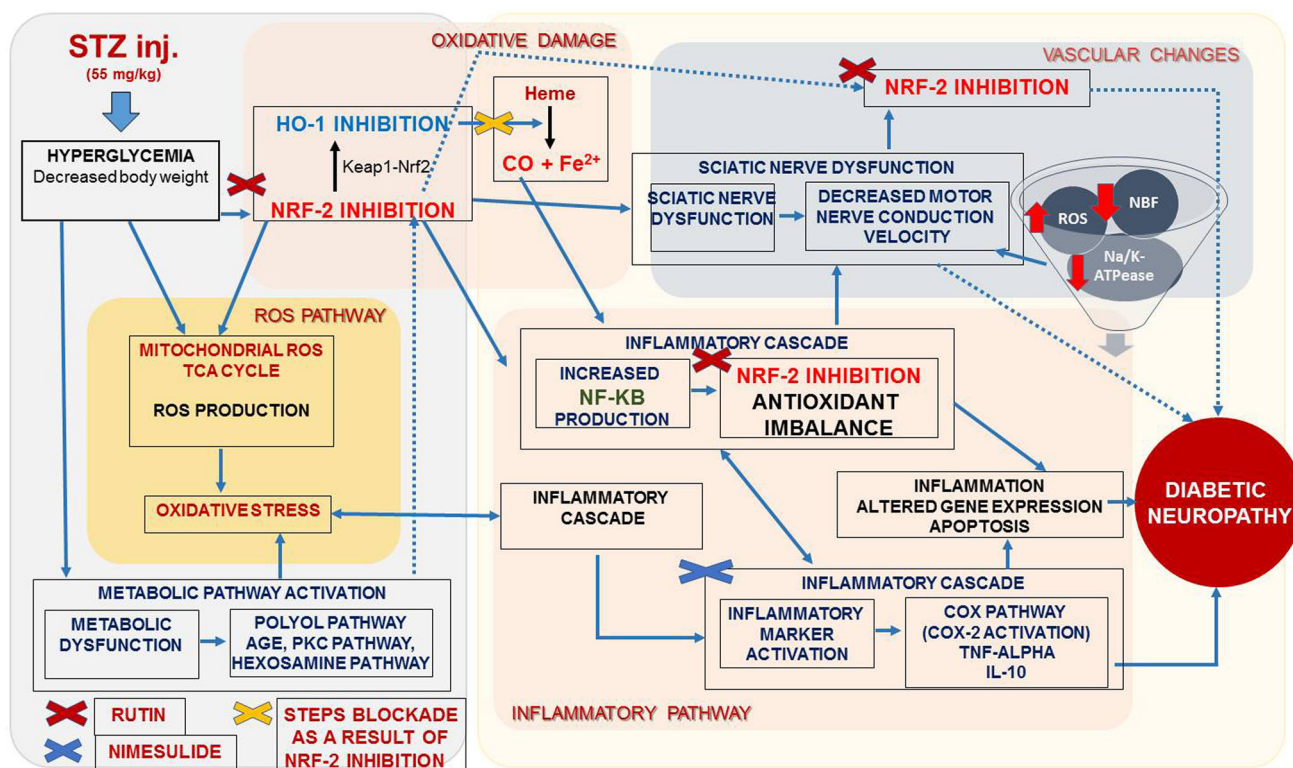 STZ inj.
(55 mg/kg)
HYPERGLYCEMIA
Decreased body weight
OXIDATIVE DAMAGE
HO-1 INHIBITION
Keap1-Nrf2
NRF-2 INHIBITION
Heme
CO + Fe²⁺
VASCULAR CHANGES
NRF-2 INHIBITION
SCIATIC NERVE DYSFUNCTION
SCIATIC NERVE
DYSFUNCTION
DECREASED MOTOR
NERVE CONDUCTION
VELOCITY
ROS
NBF
Na/K-
ATPease
ROS PATHWAY
MITOCHONDRIAL ROS
TCA CYCLE
ROS PRODUCTION
OXIDATIVE STRESS
INFLAMMATORY CASCADE
INCREASED
NF-KB
PRODUCTION
NRF-2 INHIBITION
ANTIOXIDANT
IMBALANCE
INFLAMMATORY
CASCADE
INFLAMMATION
ALTERED GENE EXPRESSION
APOPTOSIS
DIABETIC
NEUROPATHY
METABOLIC PATHWAY ACTIVATION
METABOLIC
DYSFUNCTION
POLYOL PATHWAY
AGE, PKC PATHWAY,
HEXOSAMINE PATHWAY
INFLAMMATORY CASCADE
INFLAMMATORY
MARKER
ACTIVATION
COX PATHWAY
(COX-2 ACTIVATION)
TNF-ALPHA
IL-10
INFLAMMATORY PATHWAY
RUTIN
NIMESULIDE
STEPS BLOCKADE
AS A RESULT OF
NRF-2 INHIBITION